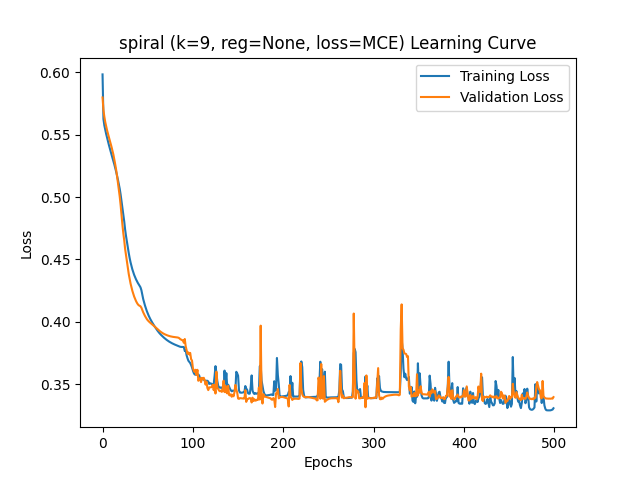 spiral (k=9, reg=None, loss=MCE) Learning Curve
0.60
0.55
0.50
0.45
0.40
0.35
Loss
Training Loss
Validation Loss
0 100 200 300 400 500
Epochs